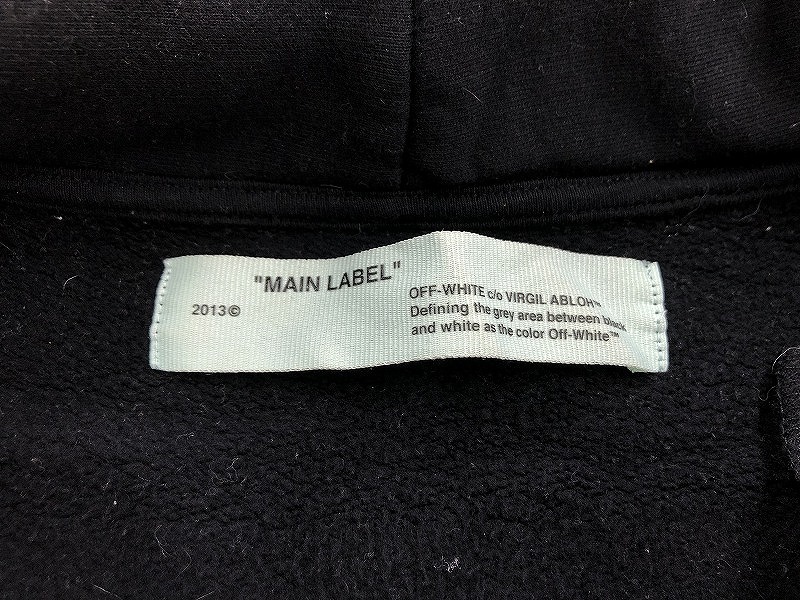 "MAIN LABEL"
2013©
OFF-WHITE c/o VIRGIL ABLOH™
Defining the grey area between black
and white as the color Off-White™